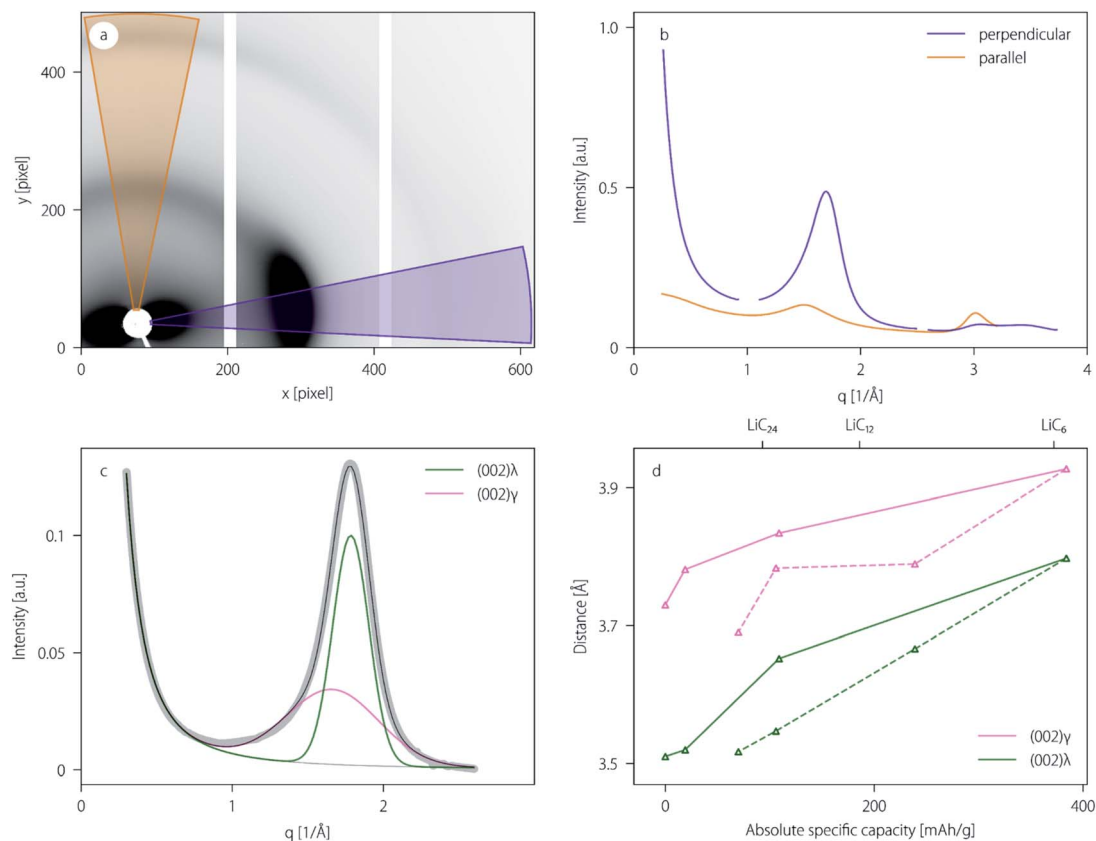 a
400
200
0
y [pixel]
0
200
400
600
x [pixel]
b
perpendicular
parallel
1.0
0.5
0.0
Intensity [a.u.]
0
1
2
3
4
q [1/Å]
c
(002)λ
(002)γ
0.1
0.05
0
Intensity [a.u.]
0
1
2
q [1/Å]
LiC24
LiC12
LiC6
d
3.9
3.7
3.5
Distance [Å]
(002)γ
(002)λ
0
200
400
Absolute specific capacity [mAh/g]